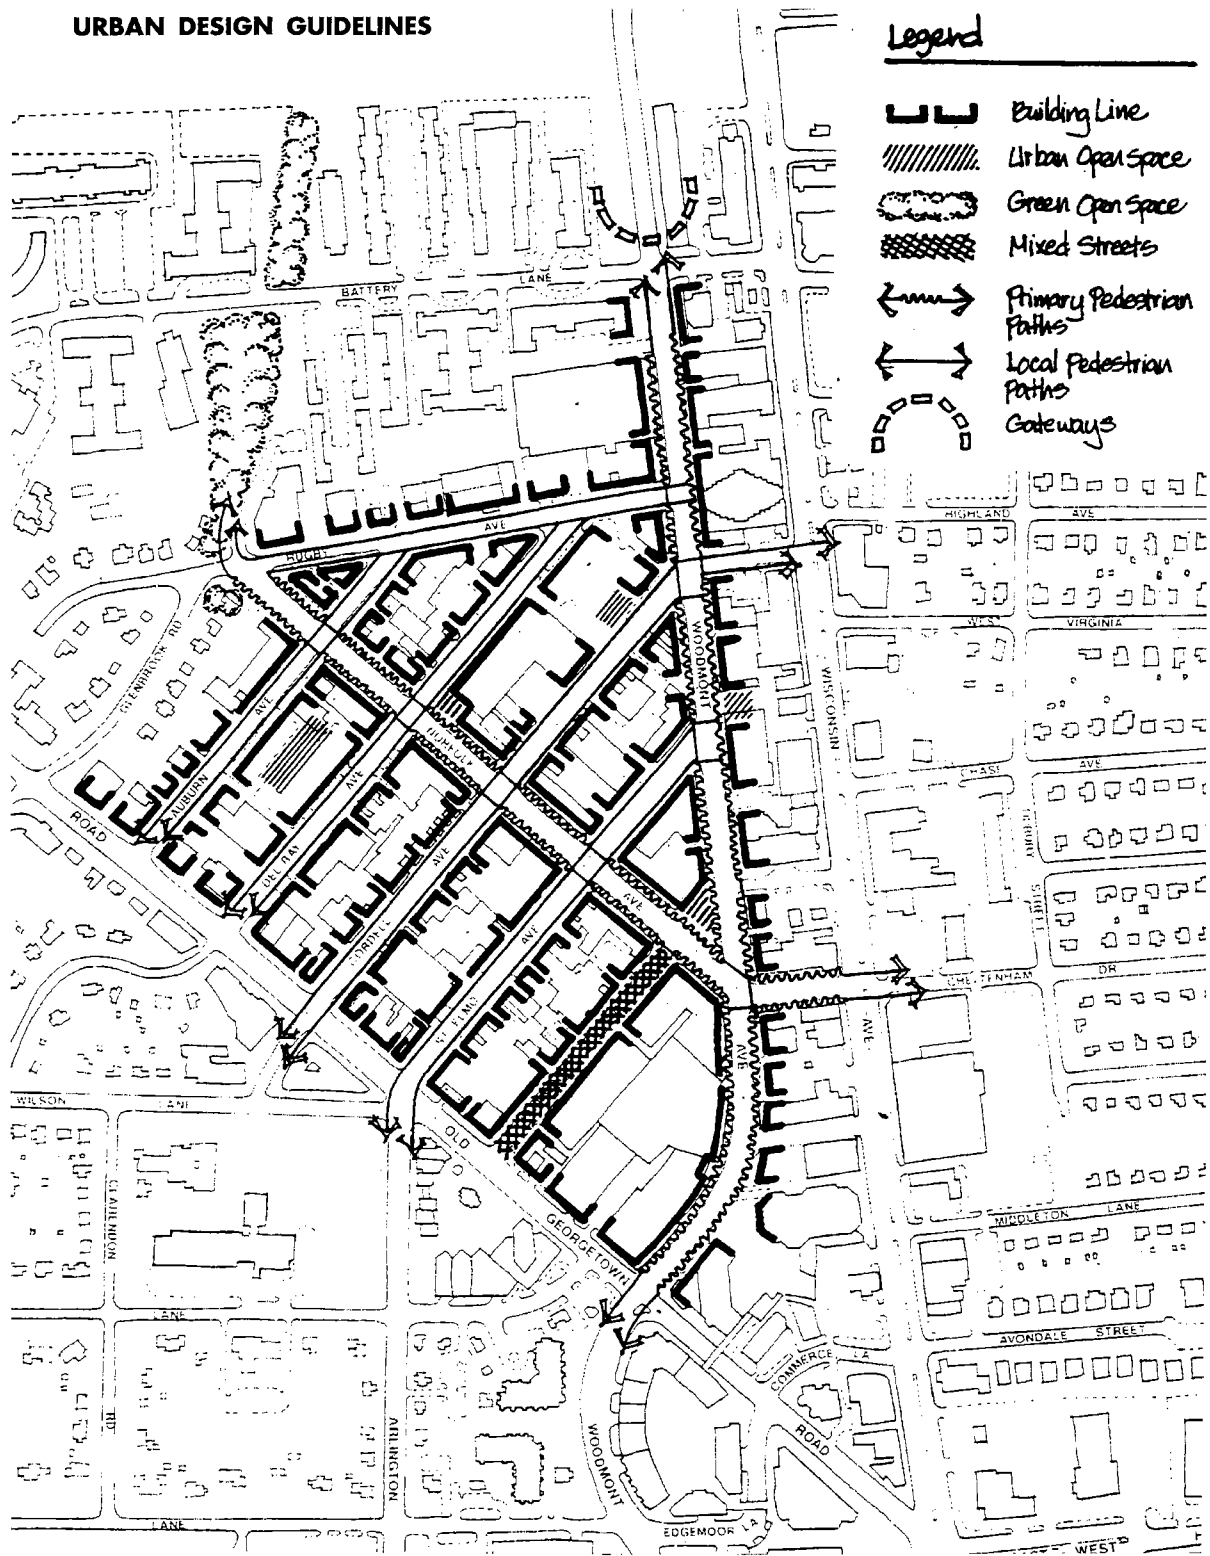 URBAN DESIGN GUIDELINES
Legend
Building Line
Urban Open Space
Green Open Space
Mixed Streets
Primary Pedestrian
Paths
Local Pedestrian
Paths
Gateways
BATTERY
LANE
HIGHLAND
AVE
AVE
RUGBY
WEST
VIRGINIA
GLENBROOK RD
WOODMONT
WISCONSIN
AVE
NORFOLK
AVE
CHASE
AVE
ROAD
AUBURN
DEL RAY
AVE
CORDELL
AVE
STREET
AVE
ST. ELMO
AVE
CHELTENHAM
DR
AVE
AVE
WILSON
LANE
OLD
GEORGETOWN
CLARENDON
RD
MIDDLETON
LANE
LANE
AVONDALE STREET
COMMERCE LA
ROAD
ARLINGTON
WOODMONT
LANE
EDGEMOOR LA
WEST